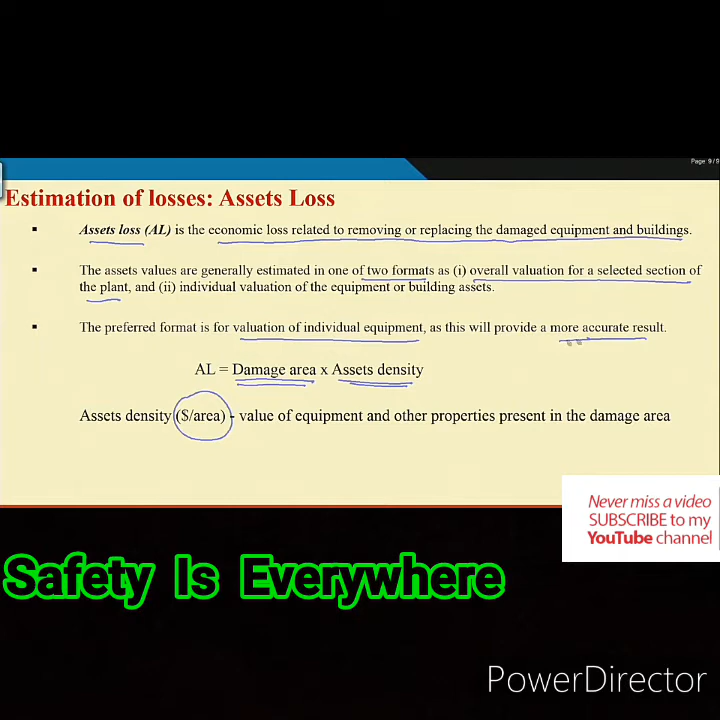 Page: 9 / 9
Estimation of losses: Assets Loss
▪ Assets loss (AL) is the economic loss related to removing or replacing the damaged equipment and buildings.
▪ The assets values are generally estimated in one of two formats as (i) overall valuation for a selected section of
the plant, and (ii) individual valuation of the equipment or building assets.
▪ The preferred format is for valuation of individual equipment, as this will provide a more accurate result.
AL = Damage area x Assets density
Assets density ($/area) - value of equipment and other properties present in the damage area
Never miss a video
SUBSCRIBE to my
YouTube channel
Safety Is Everywhere
PowerDirector